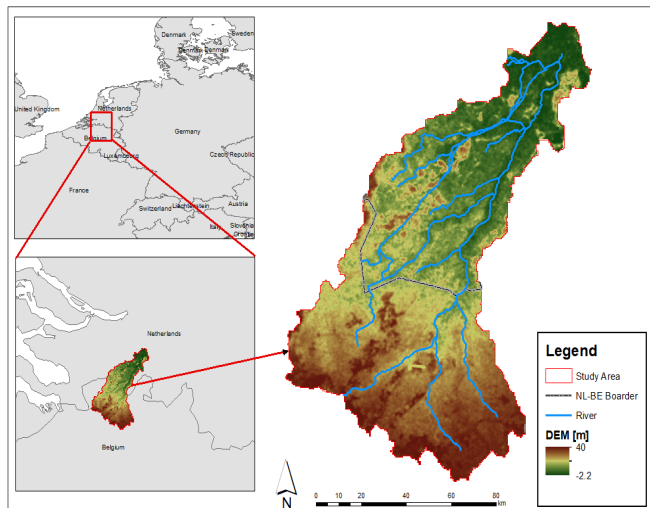 Denmark
Sweden
Denmark Denmark
United Kingdom
Netherlands
Germany
Belgium
Luxembourg
Czech Republic
France
Austria
Liechtenstein
Switzerland
Italy
Netherlands
Belgium
N
0 10 20 40 60 80
km
Legend
Study Area
NL-BE Boarder
River
DEM [m]
40
-2.2